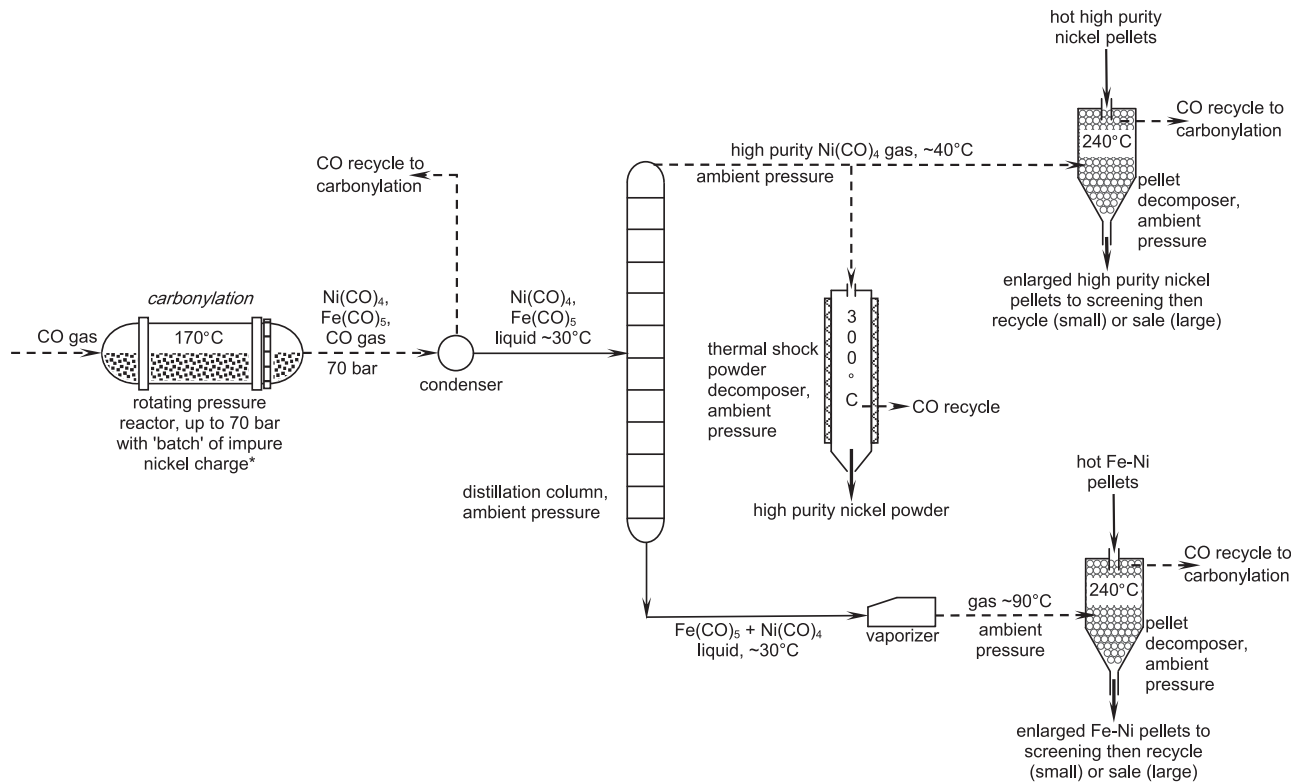 hot high purity
nickel pellets
CO recycle to
carbonylation
240°C
pellet
decomposer,
ambient
pressure
enlarged high purity nickel
pellets to screening then
recycle (small) or sale (large)
high purity Ni(CO)₄ gas, ~40°C
ambient pressure
CO recycle to
carbonylation
carbonylation
170°C
CO gas
Ni(CO)₄,
Fe(CO)₅,
CO gas
70 bar
condenser
Ni(CO)₄,
Fe(CO)₅
liquid ~30°C
rotating pressure
reactor, up to 70 bar
with 'batch' of impure
nickel charge*
distillation column,
ambient pressure
thermal shock
powder
decomposer,
ambient
pressure
300°C
CO recycle
high purity nickel powder
hot Fe-Ni
pellets
CO recycle to
carbonylation
240°C
pellet
decomposer,
ambient
pressure
Fe(CO)₅ + Ni(CO)₄
liquid, ~30°C
vaporizer
gas ~90°C
ambient
pressure
enlarged Fe-Ni pellets to
screening then recycle
(small) or sale (large)